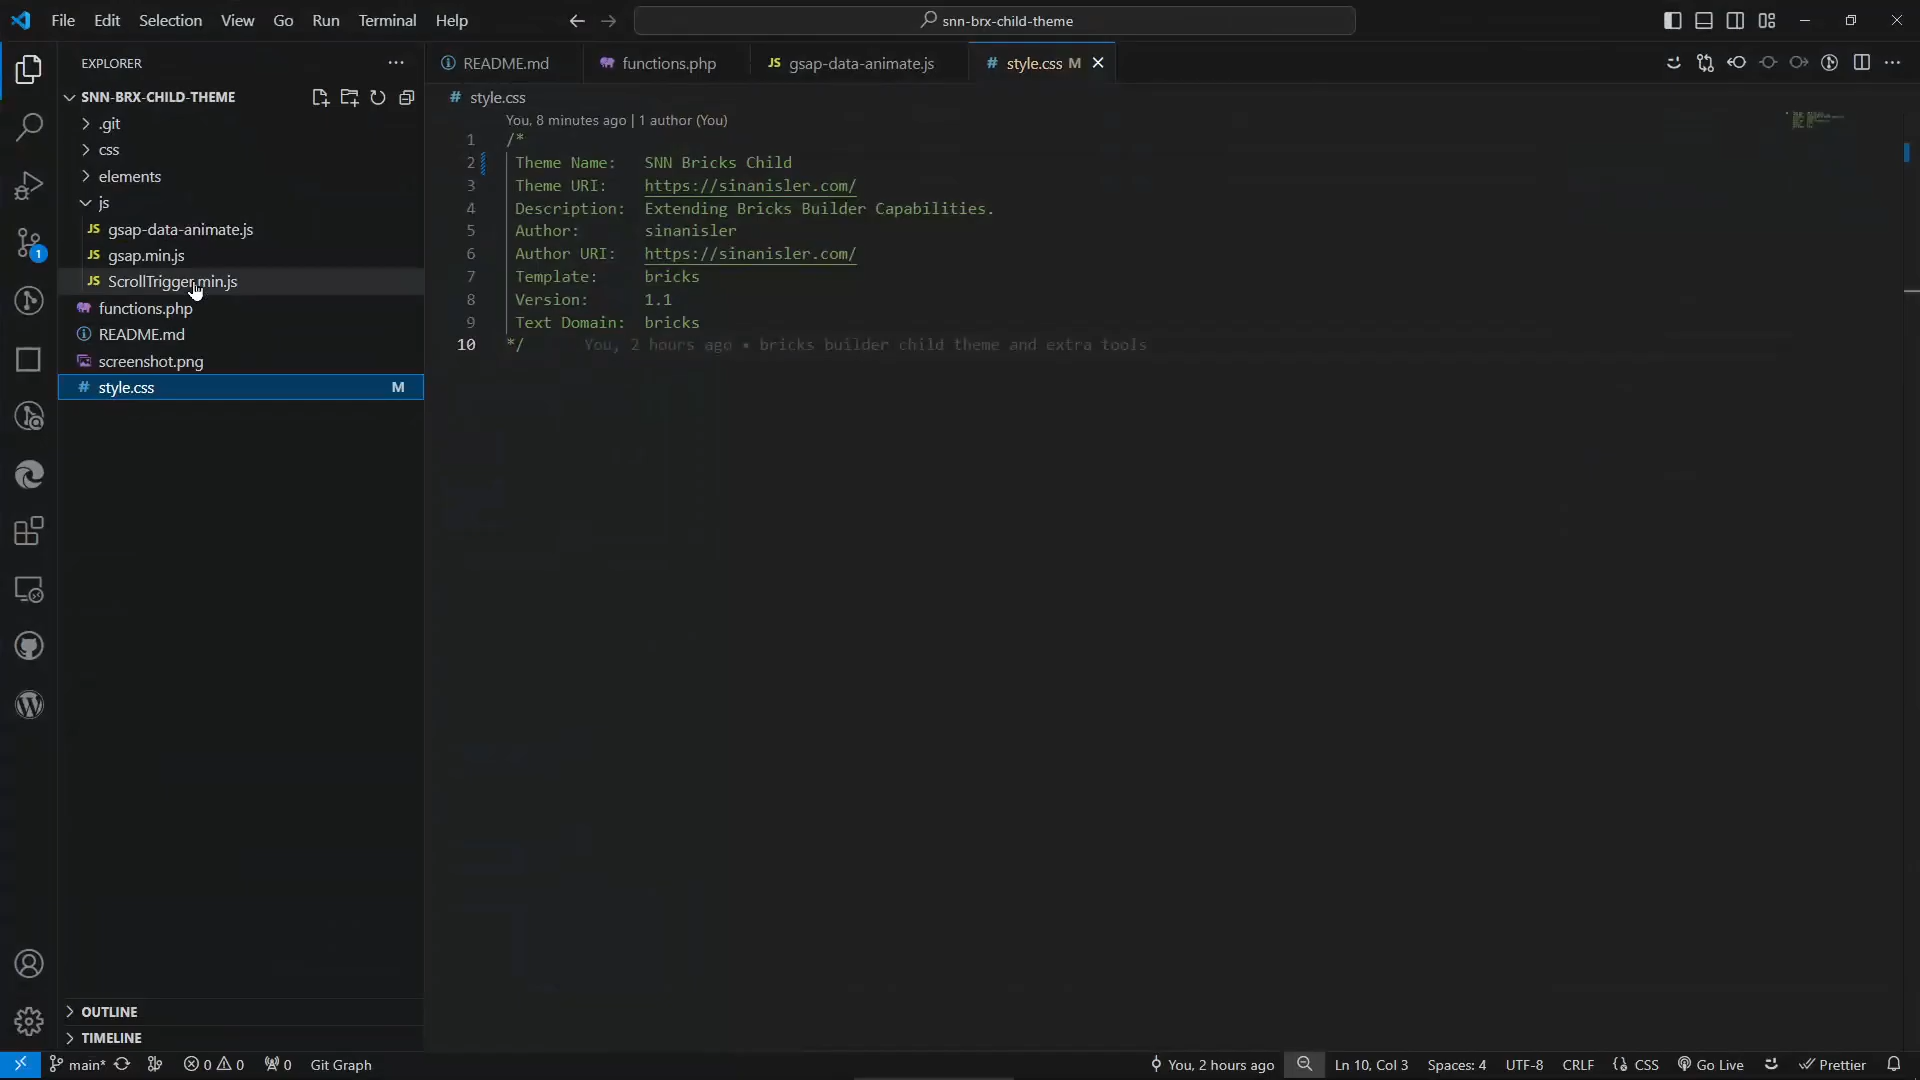 File Edit Selection View Go Run Terminal Help
snn-brx-child-theme
EXPLORER
README.md
functions.php
JS gsap-data-animate.js
# style.css M
SNN-BRX-CHILD-THEME
.git
css
elements
js
JS gsap-data-animate.js
JS gsap.min.js
JS ScrollTrigger.min.js
functions.php
README.md
screenshot.png
# style.css M
# style.css
You, 8 minutes ago | 1 author (You)
1 /*
2 Theme Name: SNN Bricks Child
3 Theme URI: https://sinanisler.com/
4 Description: Extending Bricks Builder Capabilities.
5 Author: sinanisler
6 Author URI: https://sinanisler.com/
7 Template: bricks
8 Version: 1.1
9 Text Domain: bricks
10 */ You, 2 hours ago • bricks builder child theme and extra tools
1
OUTLINE
TIMELINE
main* 0 0 0 Git Graph
You, 2 hours ago Ln 10, Col 3 Spaces: 4 UTF-8 CRLF {} CSS Go Live Prettier